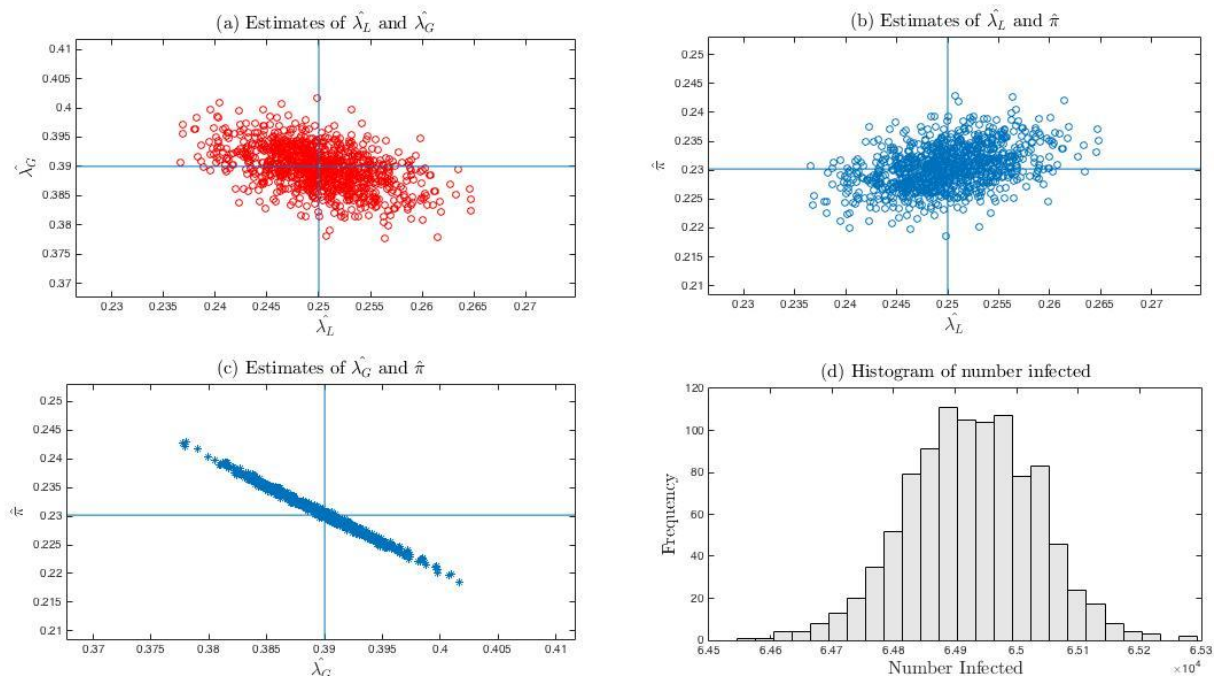 (a) Estimates of λ̂_L and λ̂_G
0.41
0.405
0.4
0.395
0.39
0.385
0.38
0.375
0.37
λ̂_G
0.23 0.235 0.24 0.245 0.25 0.255 0.26 0.265 0.27
λ̂_L
(b) Estimates of λ̂_L and π̂
0.25
0.245
0.24
0.235
0.23
0.225
0.22
0.215
0.21
π̂
0.23 0.235 0.24 0.245 0.25 0.255 0.26 0.265 0.27
λ̂_L
(c) Estimates of λ̂_G and π̂
0.25
0.245
0.24
0.235
0.23
0.225
0.22
0.215
0.21
π̂
0.37 0.375 0.38 0.385 0.39 0.395 0.4 0.405 0.41
λ̂_G
(d) Histogram of number infected
120
100
80
60
40
20
0
Frequency
6.45 6.46 6.47 6.48 6.49 6.5 6.51 6.52 6.53
Number Infected
×10⁴